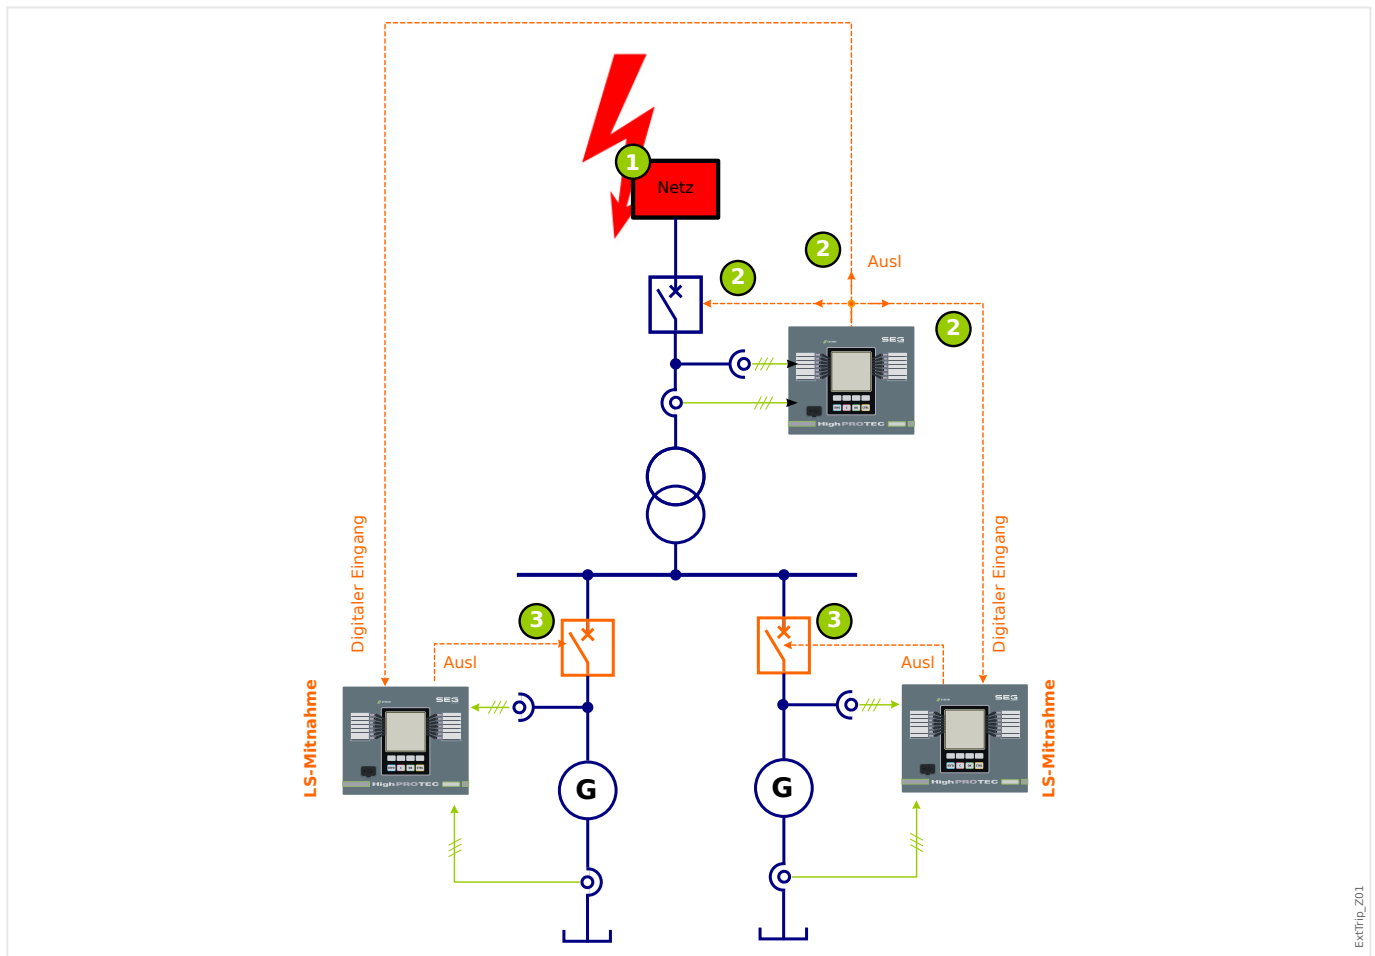 1
Netz
2
Ausl
2
2
SEG
HighPROTEC
Digitaler Eingang
Digitaler Eingang
3
3
Ausl
Ausl
LS-Mitnahme
SEG
HighPROTEC
SEG
HighPROTEC
LS-Mitnahme
G
G
ExtTrip_Z01